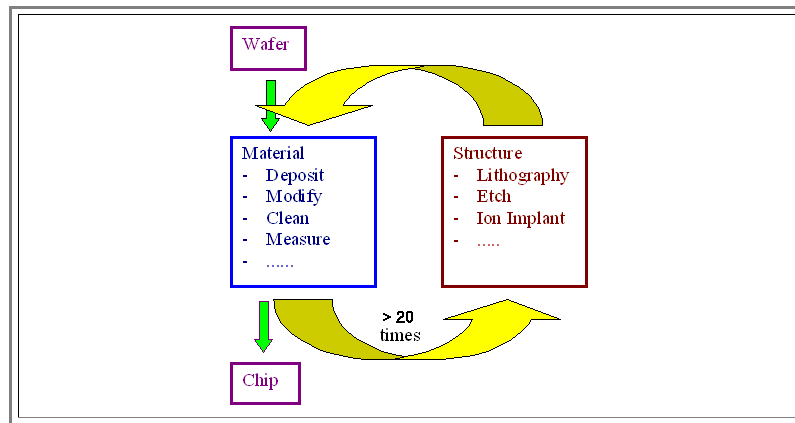 Wafer
Material
- Deposit
- Modify
- Clean
- Measure
- ......
Structure
- Lithography
- Etch
- Ion Implant
- .....
> 20
times
Chip